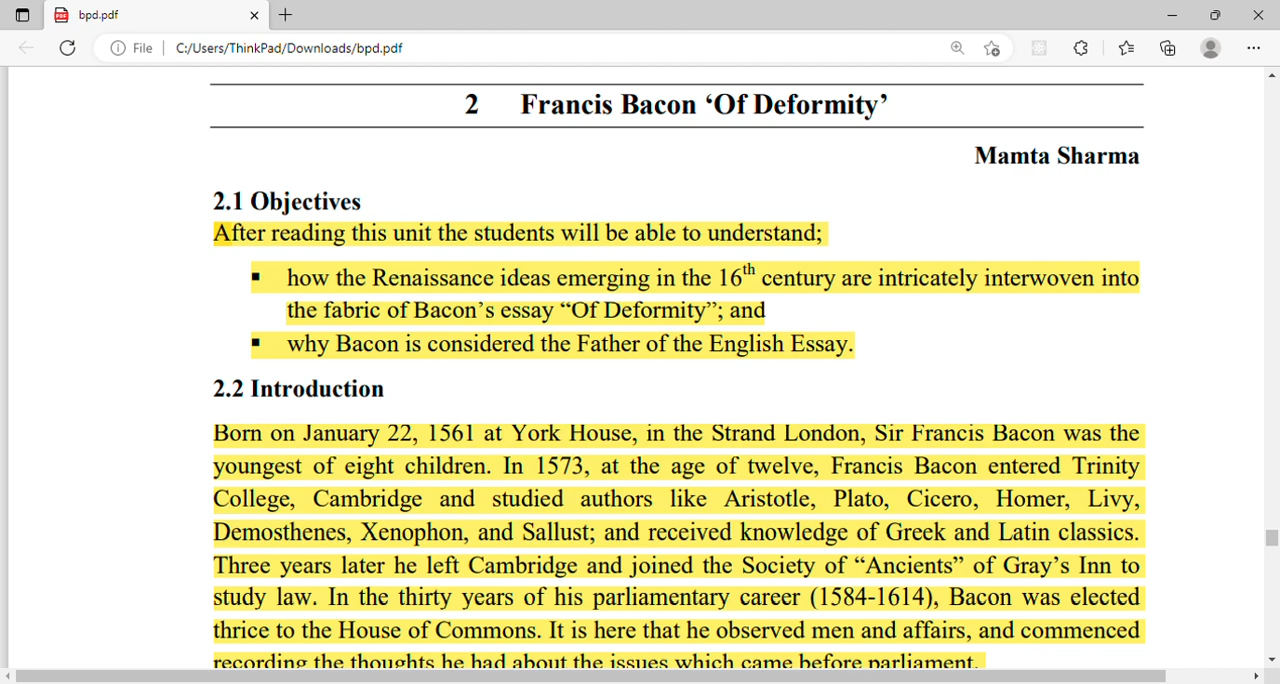 bpd.pdf
File
C:/Users/ThinkPad/Downloads/bpd.pdf
2 Francis Bacon ‘Of Deformity’
Mamta Sharma
2.1 Objectives
After reading this unit the students will be able to understand;
▪ how the Renaissance ideas emerging in the 16th century are intricately interwoven into
the fabric of Bacon’s essay “Of Deformity”; and
▪ why Bacon is considered the Father of the English Essay.
2.2 Introduction
Born on January 22, 1561 at York House, in the Strand London, Sir Francis Bacon was the
youngest of eight children. In 1573, at the age of twelve, Francis Bacon entered Trinity
College, Cambridge and studied authors like Aristotle, Plato, Cicero, Homer, Livy,
Demosthenes, Xenophon, and Sallust; and received knowledge of Greek and Latin classics.
Three years later he left Cambridge and joined the Society of “Ancients” of Gray’s Inn to
study law. In the thirty years of his parliamentary career (1584-1614), Bacon was elected
thrice to the House of Commons. It is here that he observed men and affairs, and commenced
recording the thoughts he had about the issues which came before parliament.